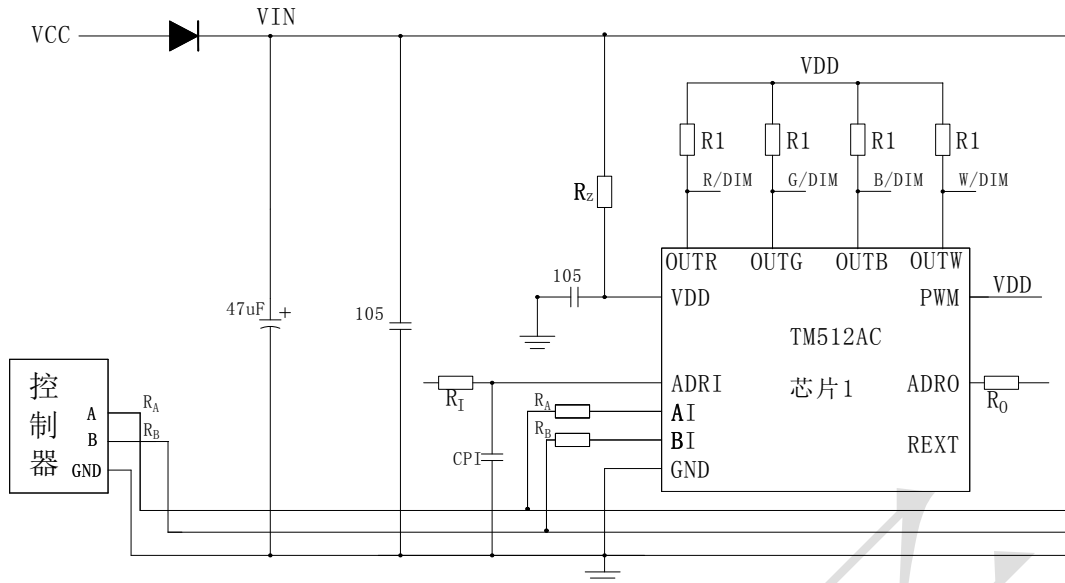 VCC
VIN
VDD
R1
R1
R1
R1
R/DIM
G/DIM
B/DIM
W/DIM
RZ
OUTR
OUTG
OUTB
OUTW
105
VDD
PWM
VDD
47uF
+
105
TM512AC
芯片1
控制器
A
B
GND
RA
RB
RI
ADRI
ADRO
RO
RA
AI
RB
BI
REXT
CPI
GND